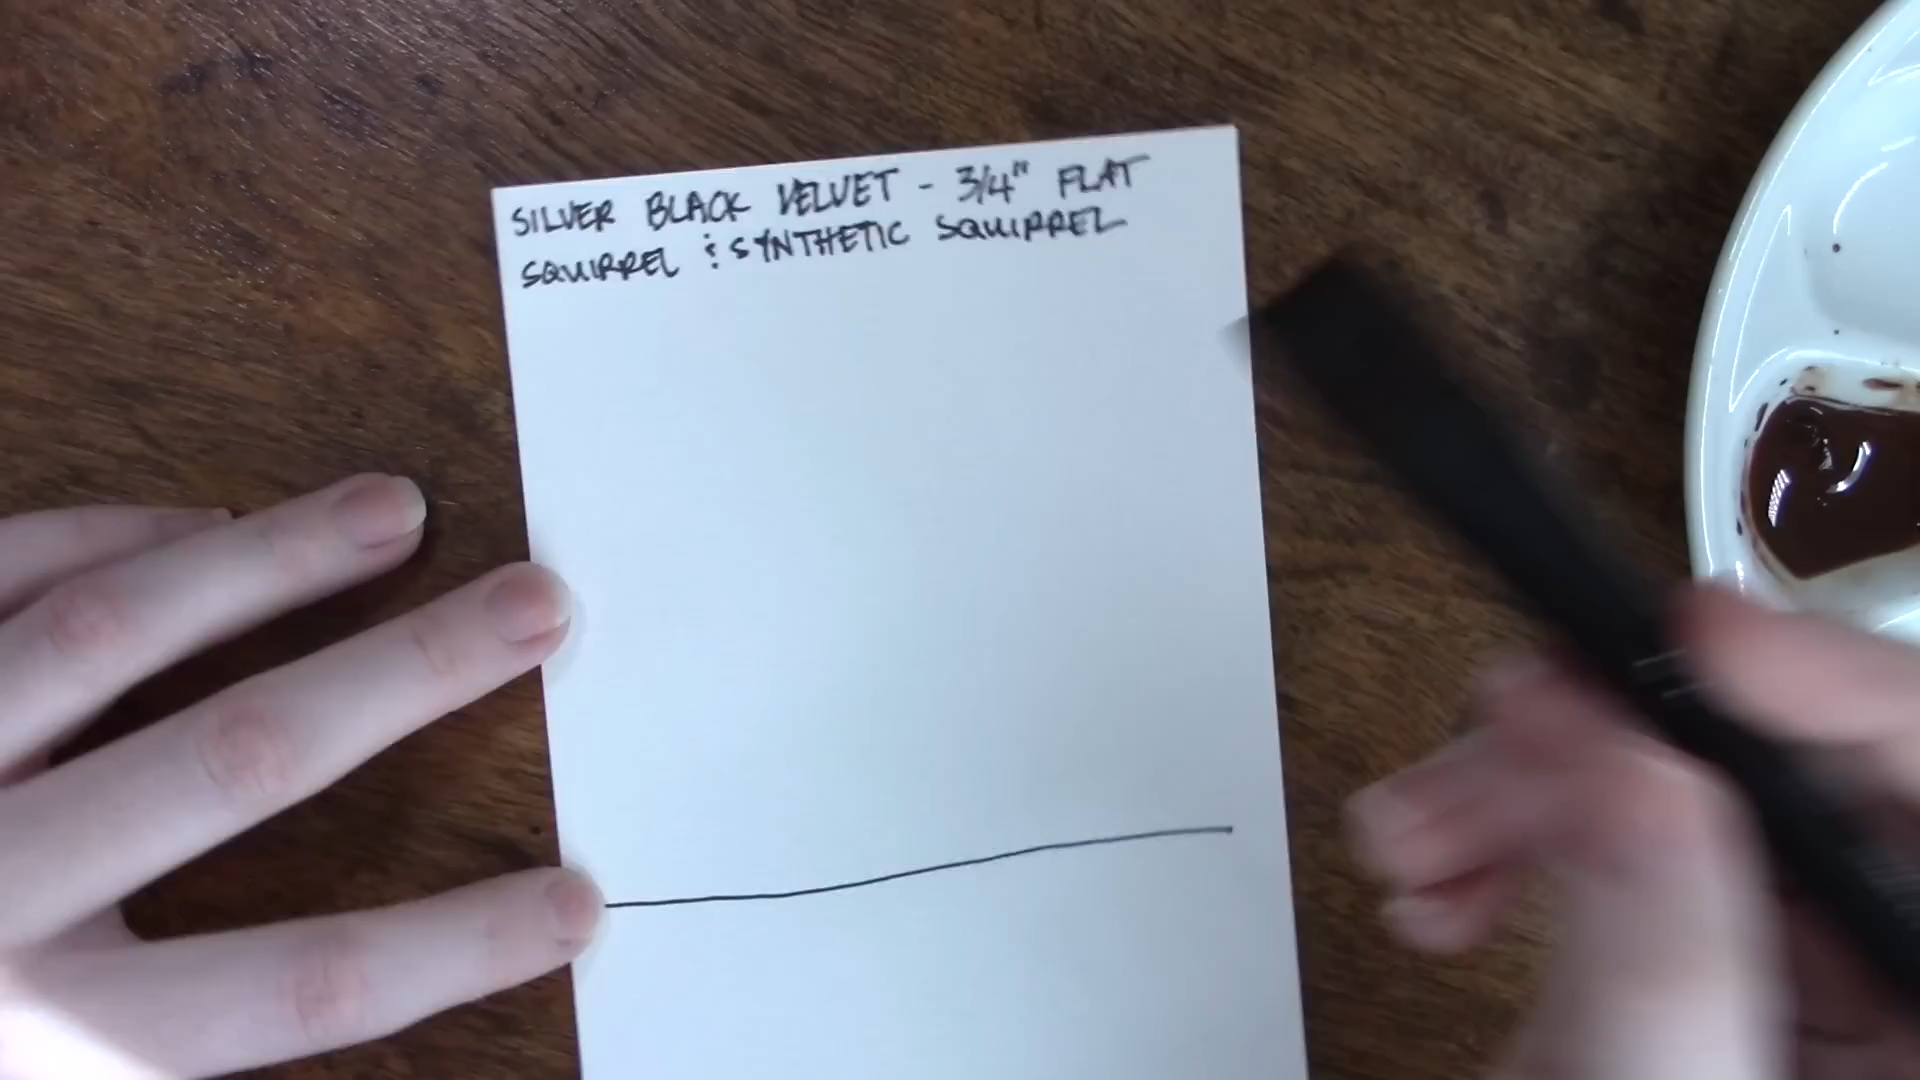 SILVER BLACK VELVET - 3/4" FLAT
SQUIRREL & SYNTHETIC SQUIRREL